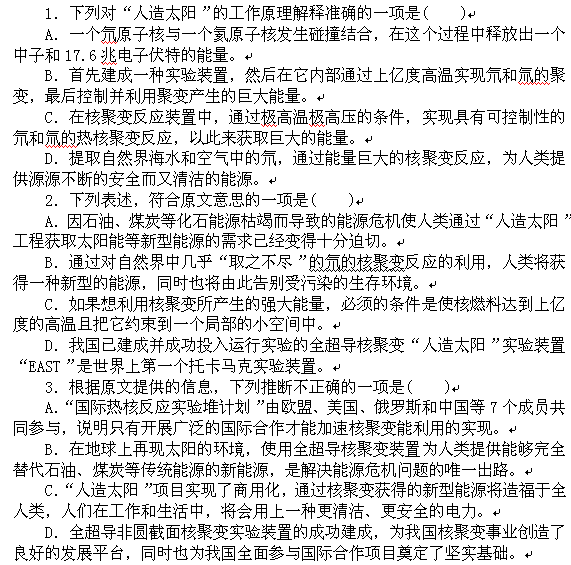 1. 下列对“人造太阳”的工作原理解释准确的一项是(    )
A. 一个氘原子核与一个氦原子核发生碰撞结合，在这个过程中释放出一个
中子和17.6兆电子伏特的能量。
B. 首先建成一种实验装置，然后在它内部通过上亿度高温实现氘和氚的聚
变，最后控制并利用聚变产生的巨大能量。
C. 在核聚变反应装置中，通过极高温极高压的条件，实现具有可控制性的
氘和氚的热核聚变反应，以此来获取巨大的能量。
D. 提取自然界海水和空气中的氘，通过能量巨大的核聚变反应，为人类提
供源源不断的安全而又清洁的能源。
2. 下列表述，符合原文意思的一项是(    )
A. 因石油、煤炭等化石能源枯竭而导致的能源危机使人类通过“人造太阳”
工程获取太阳能等新型能源的需求已经变得十分迫切。
B. 通过对自然界中几乎“取之不尽”的氘的核聚变反应的利用，人类将获
得一种新型的能源，同时也将由此告别受污染的生存环境。
C. 如果想利用核聚变所产生的强大能量，必须的条件是使核燃料达到上亿
度的高温且把它约束到一个局部的小空间中。
D. 我国已建成并成功投入运行实验的全超导核聚变“人造太阳”实验装置
“EAST”是世界上第一个托卡马克实验装置。
3. 根据原文提供的信息，下列推断不正确的一项是(    )
A.“国际热核反应实验堆计划”由欧盟、美国、俄罗斯和中国等7个成员共
同参与，说明只有开展广泛的国际合作才能加速核聚变能利用的实现。
B. 在地球上再现太阳的环境，使用全超导核聚变装置为人类提供能够完全
替代石油、煤炭等传统能源的新能源，是解决能源危机问题的唯一出路。
C.“人造太阳”项目实现了商用化，通过核聚变获得的新型能源将造福于全
人类，人们在工作和生活中，将会用上一种更清洁、更安全的电力。
D. 全超导非圆截面核聚变实验装置的成功建成，为我国核聚变事业创造了
良好的发展平台，同时也为我国全面参与国际合作项目奠定了坚实基础。